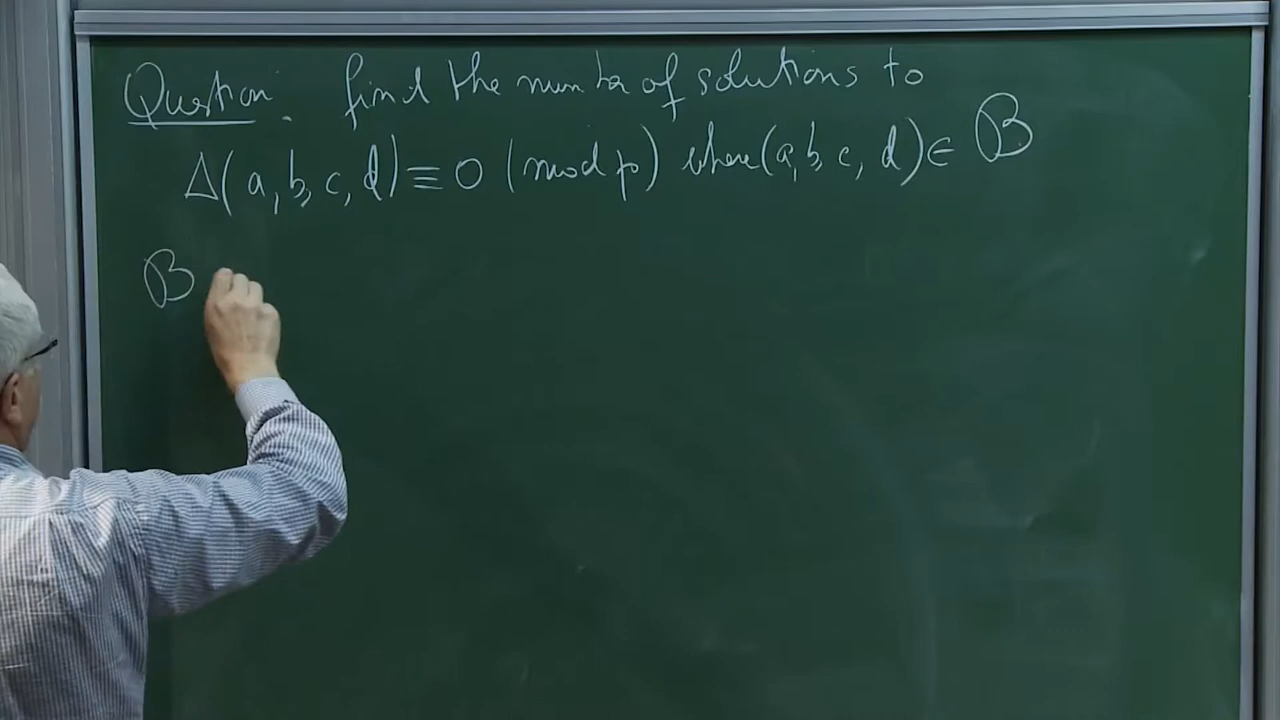 Question: find the number of solutions to
Δ(a, b, c, d) ≡ 0 (mod p) where (a, b, c, d) ∈ B
B